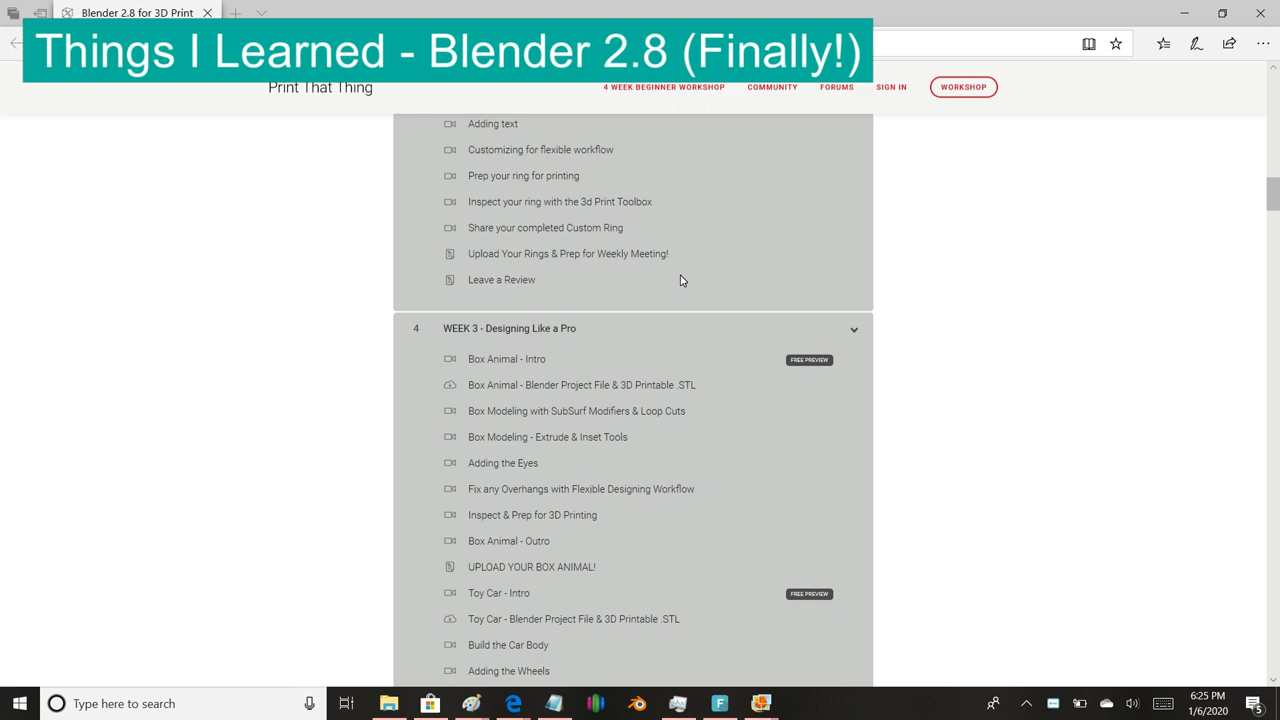 Blender 2.8 for 3D Print
Things I Learned - Blender 2.8 (Finally!)
Print That Thing
4 WEEK BEGINNER WORKSHOP
COMMUNITY
FORUMS
SIGN IN
WORKSHOP
Adding text
Customizing for flexible workflow
Prep your ring for printing
Inspect your ring with the 3d Print Toolbox
Share your completed Custom Ring
Upload Your Rings & Prep for Weekly Meeting!
Leave a Review
4 WEEK 3 - Designing Like a Pro
Box Animal - Intro FREE PREVIEW
Box Animal - Blender Project File & 3D Printable .STL
Box Modeling with SubSurf Modifiers & Loop Cuts
Box Modeling - Extrude & Inset Tools
Adding the Eyes
Fix any Overhangs with Flexible Designing Workflow
Inspect & Prep for 3D Printing
Box Animal - Outro
UPLOAD YOUR BOX ANIMAL!
Toy Car - Intro FREE PREVIEW
Toy Car - Blender Project File & 3D Printable .STL
Build the Car Body
Adding the Wheels
Type here to search
6:25 PM
1/6/2020